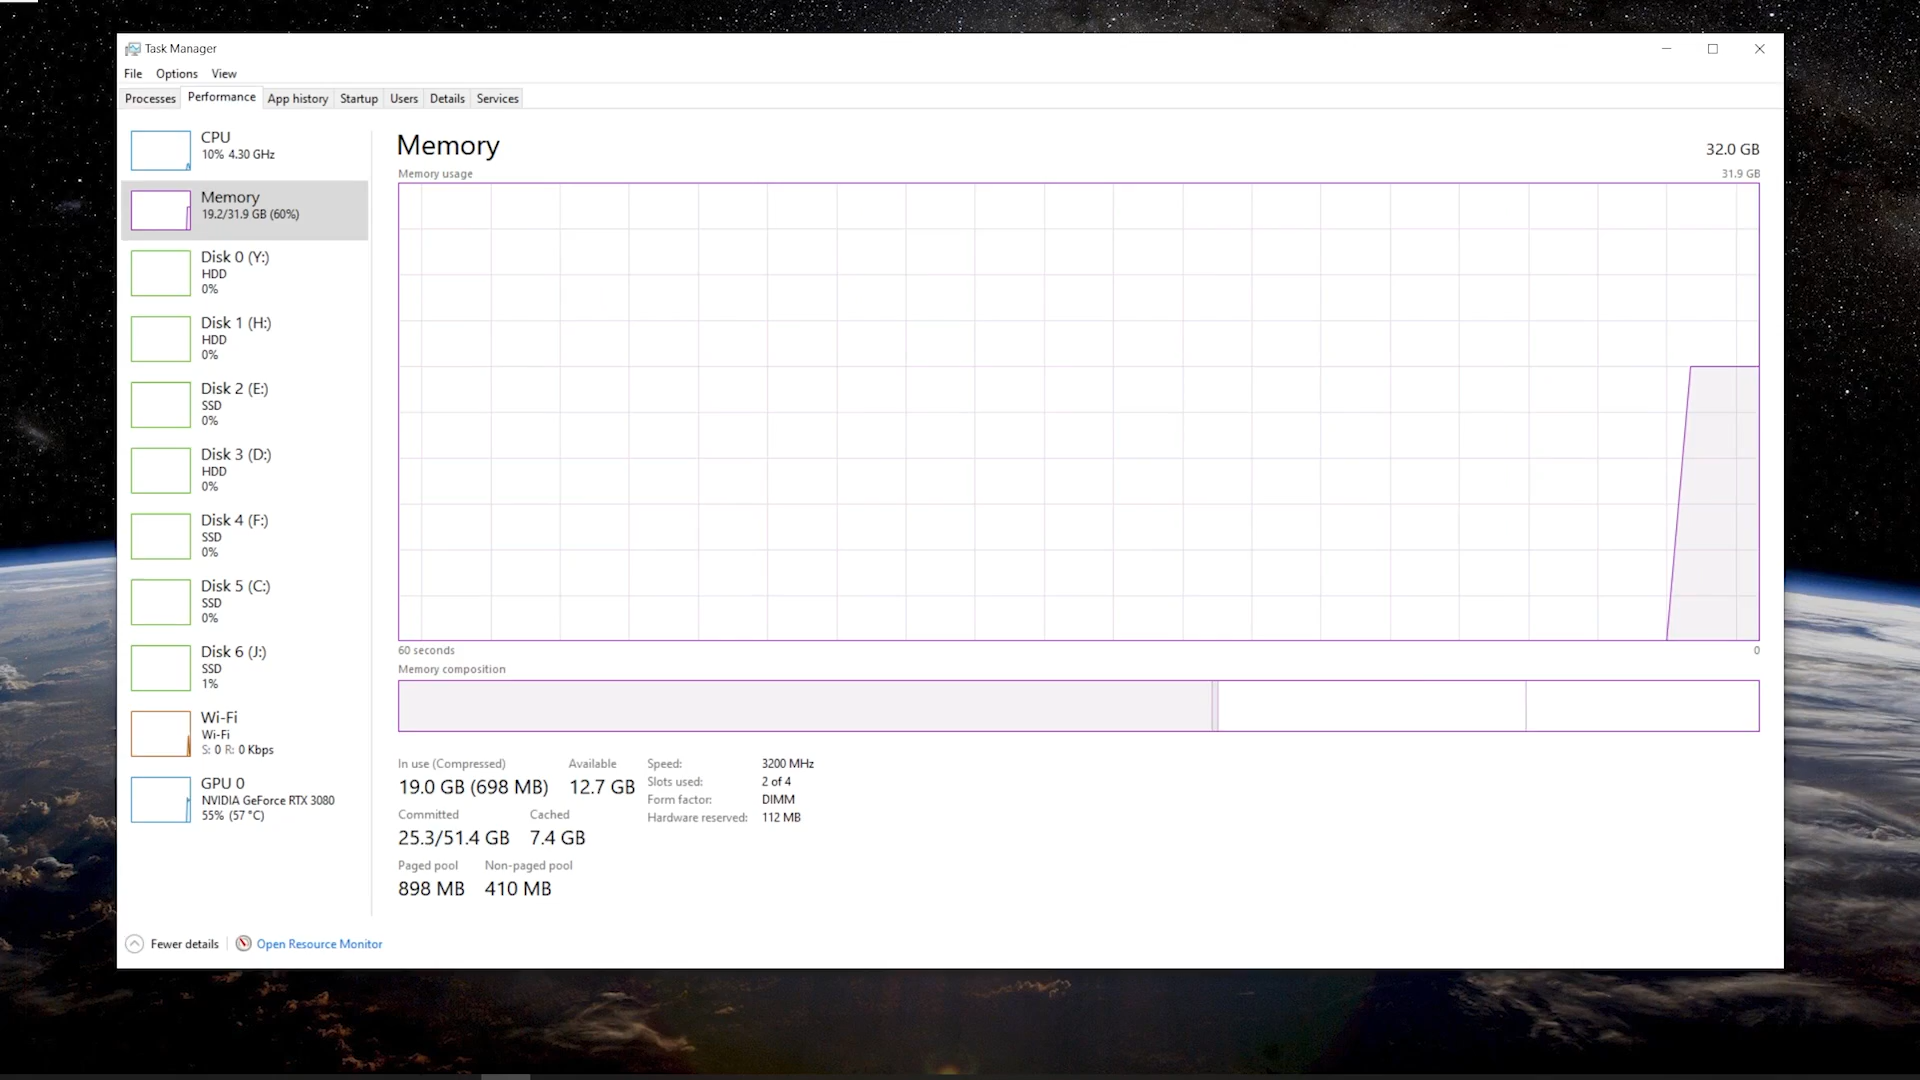 Task Manager
File Options View
Processes Performance App history Startup Users Details Services
CPU
10% 4.30 GHz
Memory
19.2/31.9 GB (60%)
Disk 0 (Y:)
HDD
0%
Disk 1 (H:)
HDD
0%
Disk 2 (E:)
SSD
0%
Disk 3 (D:)
HDD
0%
Disk 4 (F:)
SSD
0%
Disk 5 (C:)
SSD
0%
Disk 6 (J:)
SSD
1%
Wi-Fi
Wi-Fi
S: 0 R: 0 Kbps
GPU 0
NVIDIA GeForce RTX 3080
55% (57 °C)
Memory 32.0 GB
Memory usage 31.9 GB
60 seconds 0
Memory composition
In use (Compressed) Available
19.0 GB (698 MB) 12.7 GB
Committed Cached
25.3/51.4 GB 7.4 GB
Paged pool Non-paged pool
898 MB 410 MB
Speed: 3200 MHz
Slots used: 2 of 4
Form factor: DIMM
Hardware reserved: 112 MB
Fewer details Open Resource Monitor